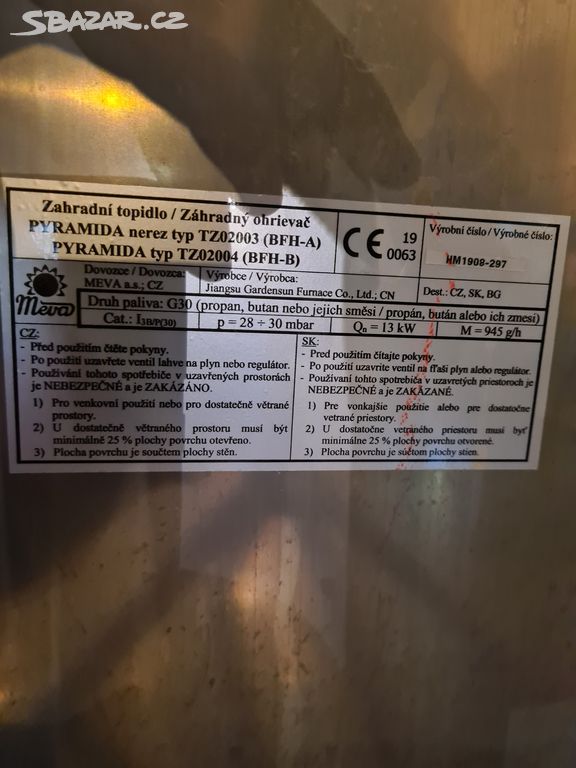 SBAZAR.CZ
Zahradní topidlo / Záhradný ohrievač
PYRAMIDA nerez typ TZ02003 (BFH-A)
PYRAMIDA typ TZ02004 (BFH-B)
CE 19
0063
Výrobní číslo / Výrobné číslo:
HM1908-297
Meva
Dovozce / Dovozca:
MEVA a.s.; CZ
Výrobce / Výrobca:
Jiangsu Gardensun Furnace Co., Ltd.; CN
Dest.: CZ, SK, BG
Druh paliva: G30 (propan, butan nebo jejich směsi / propán, bután alebo ich zmesi)
Cat.: I3B/P(30)
p = 28 ÷ 30 mbar
Qn = 13 kW
M = 945 g/h
CZ:
- Před použitím čtěte pokyny.
- Po použití uzavřete ventil lahve na plyn nebo regulátor.
- Používání tohoto spotřebiče v uzavřených prostorách
je NEBEZPEČNÉ a je ZAKÁZÁNO.
1) Pro venkovní použití nebo pro dostatečně větrané
prostory.
2) U dostatečně větraného prostoru musí být
minimálně 25 % plochy povrchu otevřeno.
3) Plocha povrchu je součtem plochy stěn.
SK:
- Pred použitím čítajte pokyny.
- Po použití uzavrite ventil na fľaši plyn alebo regulátor.
- Používaní tohto spotrebiča v uzavretých priestoroch je
NEBEZPEČNÉ a je ZAKÁZANÉ.
1) Pre vonkajšie použitie alebo pre dostatočne
vetrané priestory.
2) U dostatočne vetraného priestoru musí byť
minimálne 25 % plochy povrchu otvorené.
3) Plocha povrchu je súčtom plochy stien.